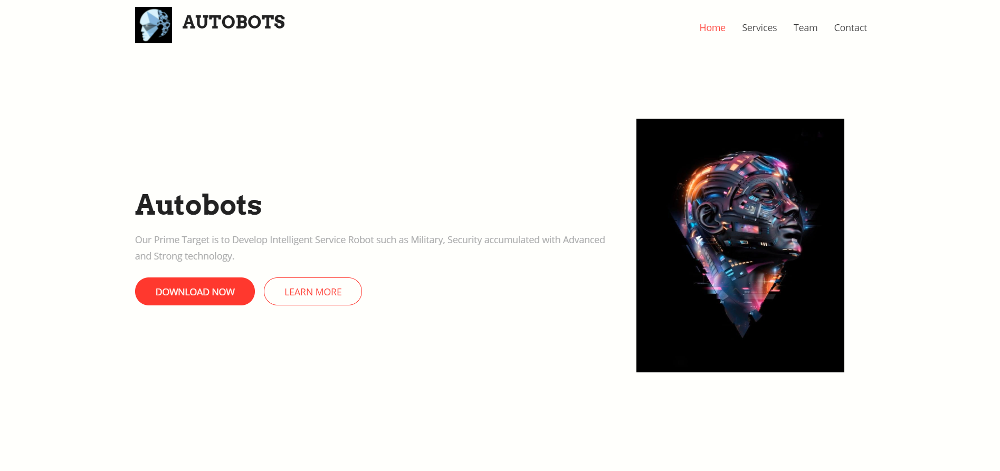 AUTOBOTS
Home Services Team Contact
Autobots
Our Prime Target is to Develop Intelligent Service Robot such as Military, Security accumulated with Advanced
and Strong technology.
DOWNLOAD NOW LEARN MORE